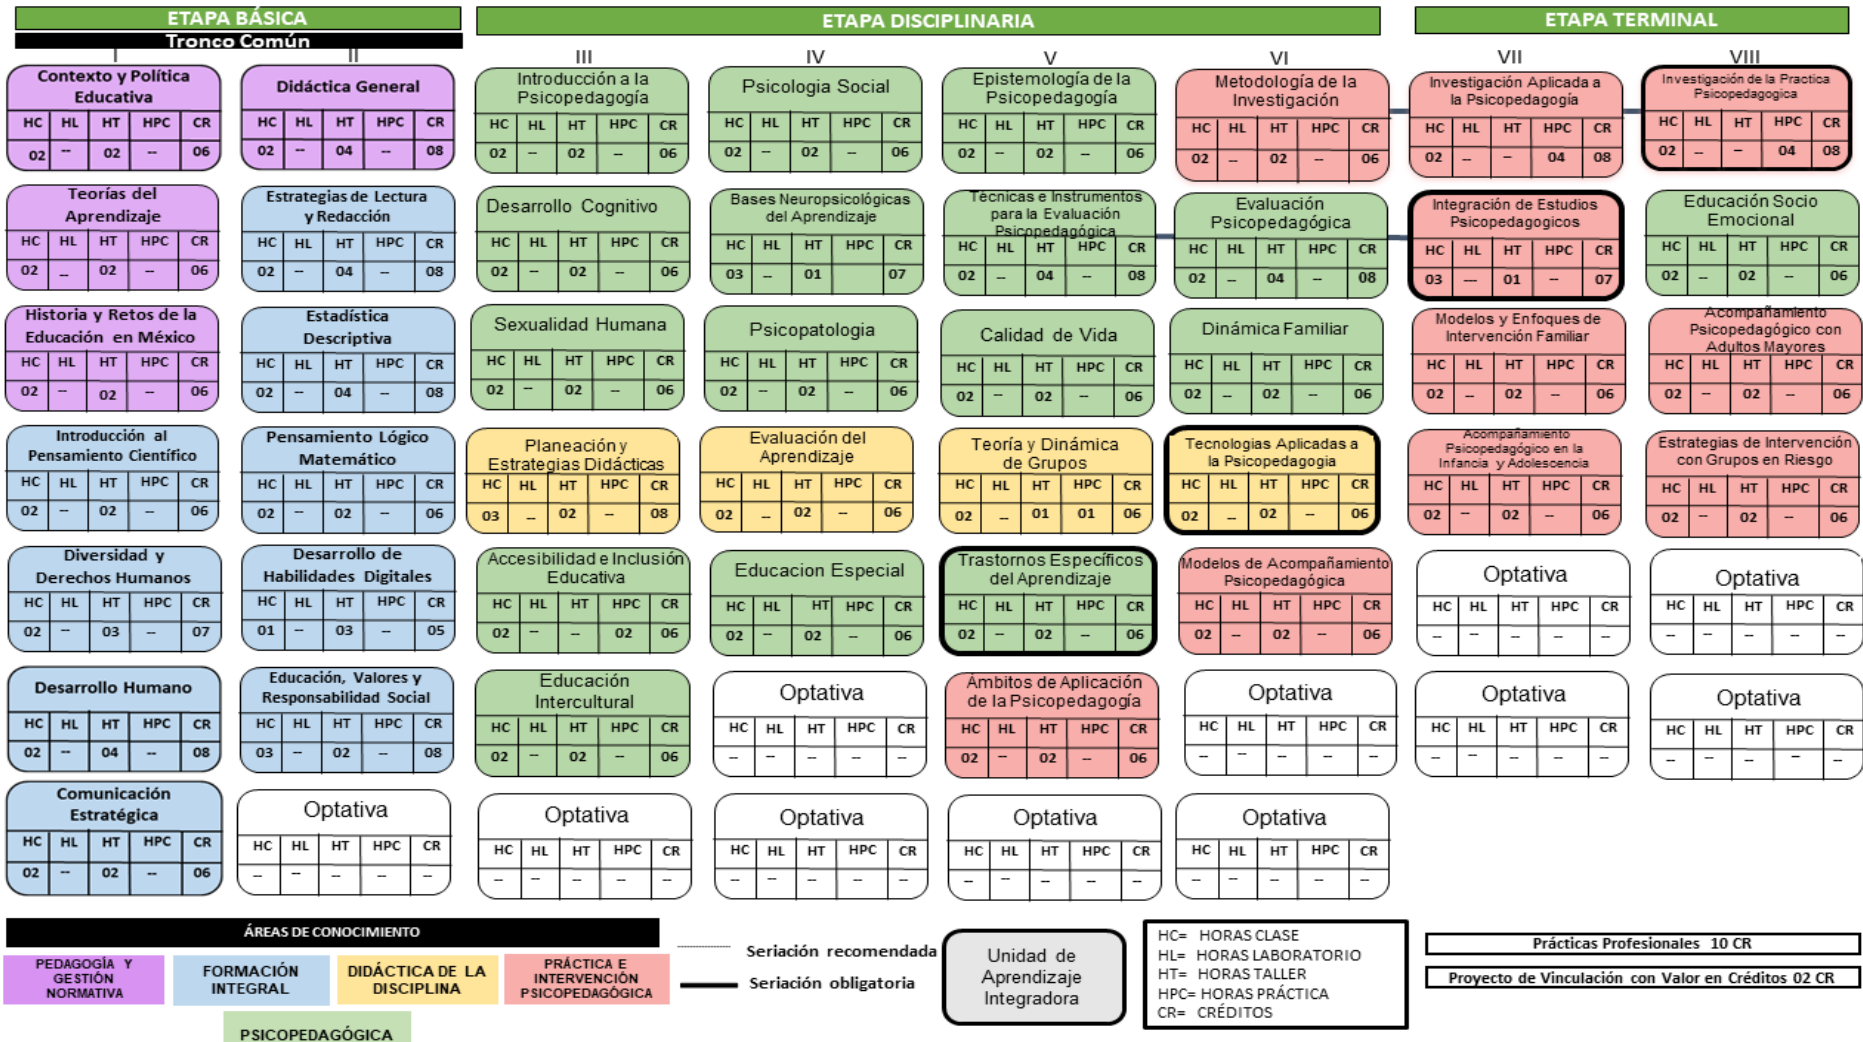 ETAPA BÁSICA
ETAPA DISCIPLINARIA
ETAPA TERMINAL
Tronco Común
I
II
III
IV
V
VI
VII
VIII
Contexto y Política
Educativa
HC HL HT HPC CR
02 -- 02 -- 06
Didáctica General
HC HL HT HPC CR
02 -- 04 -- 08
Introducción a la
Psicopedagogía
HC HL HT HPC CR
02 -- 02 -- 06
Psicologia Social
HC HL HT HPC CR
02 -- 02 -- 06
Epistemología de la
Psicopedagogía
HC HL HT HPC CR
02 -- 02 -- 06
Metodología de la
Investigación
HC HL HT HPC CR
02 -- 02 -- 06
Investigación Aplicada a
la Psicopedagogía
HC HL HT HPC CR
02 -- -- 04 08
Investigación de la Practica
Psicopedagogica
HC HL HT HPC CR
02 -- -- 04 08
Teorías del
Aprendizaje
HC HL HT HPC CR
02 -- 02 -- 06
Estrategias de Lectura
y Redacción
HC HL HT HPC CR
02 -- 04 -- 08
Desarrollo Cognitivo
HC HL HT HPC CR
02 -- 02 -- 06
Bases Neuropsicológicas
del Aprendizaje
HC HL HT HPC CR
03 -- 01 07
Técnicas e Instrumentos
para la Evaluación
Psicopedagógica
HC HL HT HPC CR
02 -- 04 -- 08
Evaluación
Psicopedagógica
HC HL HT HPC CR
02 -- 04 -- 08
Integración de Estudios
Psicopedagogicos
HC HL HT HPC CR
03 --- 01 -- 07
Educación Socio
Emocional
HC HL HT HPC CR
02 -- 02 -- 06
Historia y Retos de la
Educación en México
HC HL HT HPC CR
02 -- 02 -- 06
Estadística
Descriptiva
HC HL HT HPC CR
02 -- 04 -- 08
Sexualidad Humana
HC HL HT HPC CR
02 -- 02 -- 06
Psicopatologia
HC HL HT HPC CR
02 -- 02 -- 06
Calidad de Vida
HC HL HT HPC CR
02 -- 02 -- 06
Dinámica Familiar
HC HL HT HPC CR
02 -- 02 -- 06
Modelos y Enfoques de
Intervención Familiar
HC HL HT HPC CR
02 -- 02 -- 06
Acompañamiento
Psicopedagógico con
Adultos Mayores
HC HL HT HPC CR
02 -- 02 -- 06
Introducción al
Pensamiento Científico
HC HL HT HPC CR
02 -- 02 -- 06
Pensamiento Lógico
Matemático
HC HL HT HPC CR
02 -- 02 -- 06
Planeación y
Estrategias Didácticas
HC HL HT HPC CR
03 -- 02 -- 08
Evaluación del
Aprendizaje
HC HL HT HPC CR
02 -- 02 -- 06
Teoría y Dinámica
de Grupos
HC HL HT HPC CR
02 -- 01 01 06
Tecnologias Aplicadas a
la Psicopedagogia
HC HL HT HPC CR
02 -- 02 -- 06
Acompañamiento
Psicopedagógico en la
Infancia y Adolescencia
HC HL HT HPC CR
02 -- 02 -- 06
Estrategias de Intervención
con Grupos en Riesgo
HC HL HT HPC CR
02 -- 02 -- 06
Diversidad y
Derechos Humanos
HC HL HT HPC CR
02 -- 03 -- 07
Desarrollo de
Habilidades Digitales
HC HL HT HPC CR
01 -- 03 -- 05
Accesibilidad e Inclusión
Educativa
HC HL HT HPC CR
02 -- -- 02 06
Educacion Especial
HC HL HT HPC CR
02 -- 02 -- 06
Trastornos Específicos
del Aprendizaje
HC HL HT HPC CR
02 -- 02 -- 06
Modelos de Acompañamiento
Psicopedagógica
HC HL HT HPC CR
02 -- 02 -- 06
Optativa
HC HL HT HPC CR
-- -- -- -- --
Optativa
HC HL HT HPC CR
-- -- -- -- --
Desarrollo Humano
HC HL HT HPC CR
02 -- 04 -- 08
Educación, Valores y
Responsabilidad Social
HC HL HT HPC CR
03 -- 02 -- 08
Educación
Intercultural
HC HL HT HPC CR
02 -- 02 -- 06
Optativa
HC HL HT HPC CR
-- -- -- -- --
Ámbitos de Aplicación
de la Psicopedagogía
HC HL HT HPC CR
02 -- 02 -- 06
Optativa
HC HL HT HPC CR
-- -- -- -- --
Optativa
HC HL HT HPC CR
-- -- -- -- --
Optativa
HC HL HT HPC CR
-- -- -- -- --
Comunicación
Estratégica
HC HL HT HPC CR
02 -- 02 -- 06
Optativa
HC HL HT HPC CR
-- -- -- -- --
Optativa
HC HL HT HPC CR
-- -- -- -- --
Optativa
HC HL HT HPC CR
-- -- -- -- --
Optativa
HC HL HT HPC CR
-- -- -- -- --
Optativa
HC HL HT HPC CR
-- -- -- -- --
ÁREAS DE CONOCIMIENTO
PEDAGOGÍA Y
GESTIÓN
NORMATIVA
FORMACIÓN
INTEGRAL
DIDÁCTICA DE LA
DISCIPLINA
PRÁCTICA E
INTERVENCIÓN
PSICOPEDAGÓGICA
PSICOPEDAGÓGICA
Seriación recomendada
Seriación obligatoria
Unidad de
Aprendizaje
Integradora
HC= HORAS CLASE
HL= HORAS LABORATORIO
HT= HORAS TALLER
HPC= HORAS PRÁCTICA
CR= CRÉDITOS
Prácticas Profesionales 10 CR
Proyecto de Vinculación con Valor en Créditos 02 CR